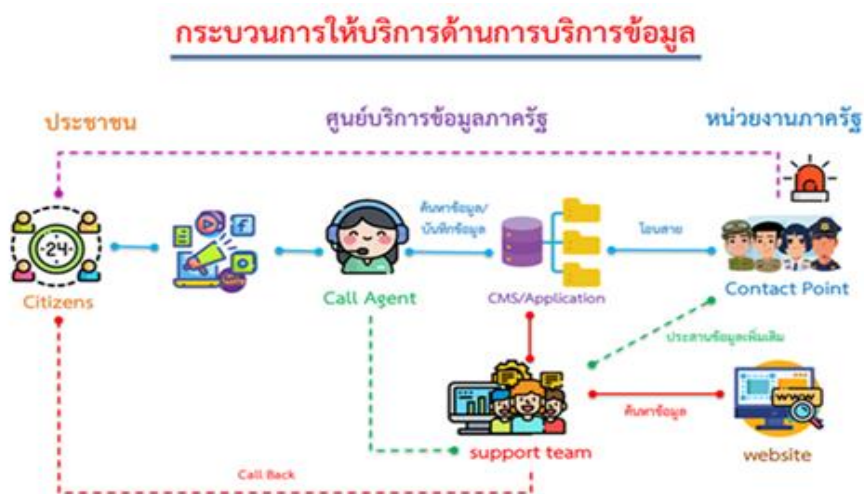 กระบวนการให้บริการด้านการบริการข้อมูล
ประชาชน
ศูนย์บริการข้อมูลภาครัฐ
หน่วยงานภาครัฐ
24
ค้นหาข้อมูล/
บันทึกข้อมูล
โอนสาย
Citizens
Call Agent
CMS/Application
Contact Point
ประสานข้อมูลเพิ่มเติม
WWW
ค้นหาข้อมูล
support team
website
Call Back